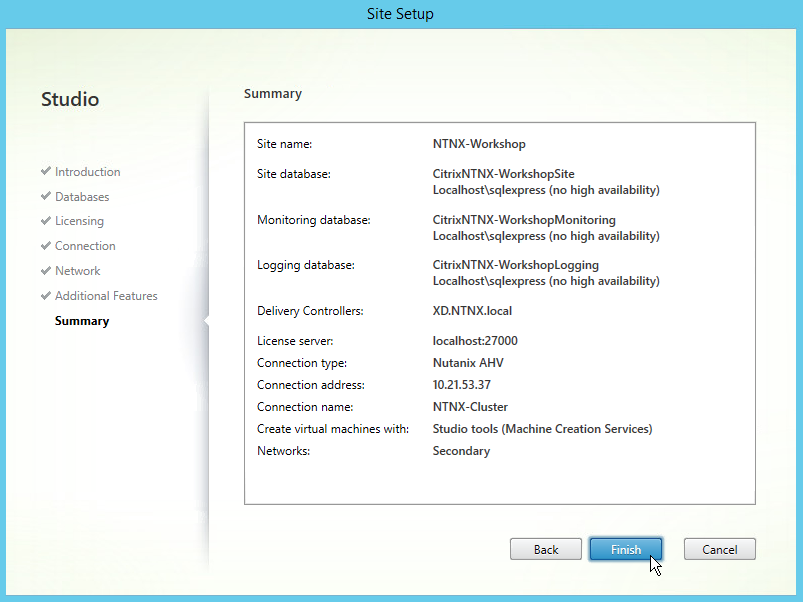 Site Setup
Studio
Introduction
Databases
Licensing
Connection
Network
Additional Features
Summary
Summary
Site name: NTNX-Workshop
Site database: CitrixNTNX-WorkshopSite
Localhost\sqlexpress (no high availability)
Monitoring database: CitrixNTNX-WorkshopMonitoring
Localhost\sqlexpress (no high availability)
Logging database: CitrixNTNX-WorkshopLogging
Localhost\sqlexpress (no high availability)
Delivery Controllers: XD.NTNX.local
License server: localhost:27000
Connection type: Nutanix AHV
Connection address: 10.21.53.37
Connection name: NTNX-Cluster
Create virtual machines with: Studio tools (Machine Creation Services)
Networks: Secondary
Back Finish Cancel